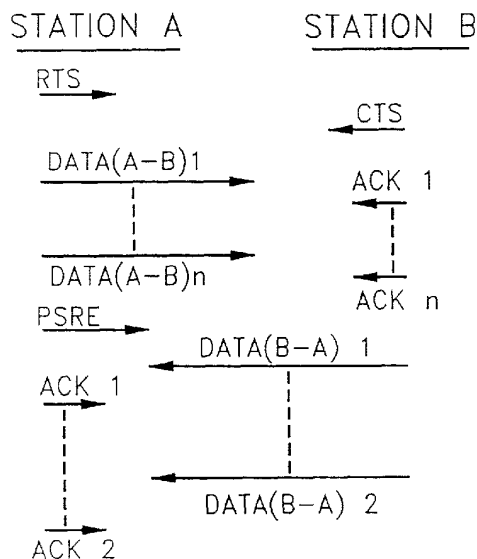 STATION A
STATION B
RTS
CTS
DATA(A-B)1
ACK 1
DATA(A-B)n
ACK n
PSRE
DATA(B-A) 1
ACK 1
DATA(B-A) 2
ACK 2